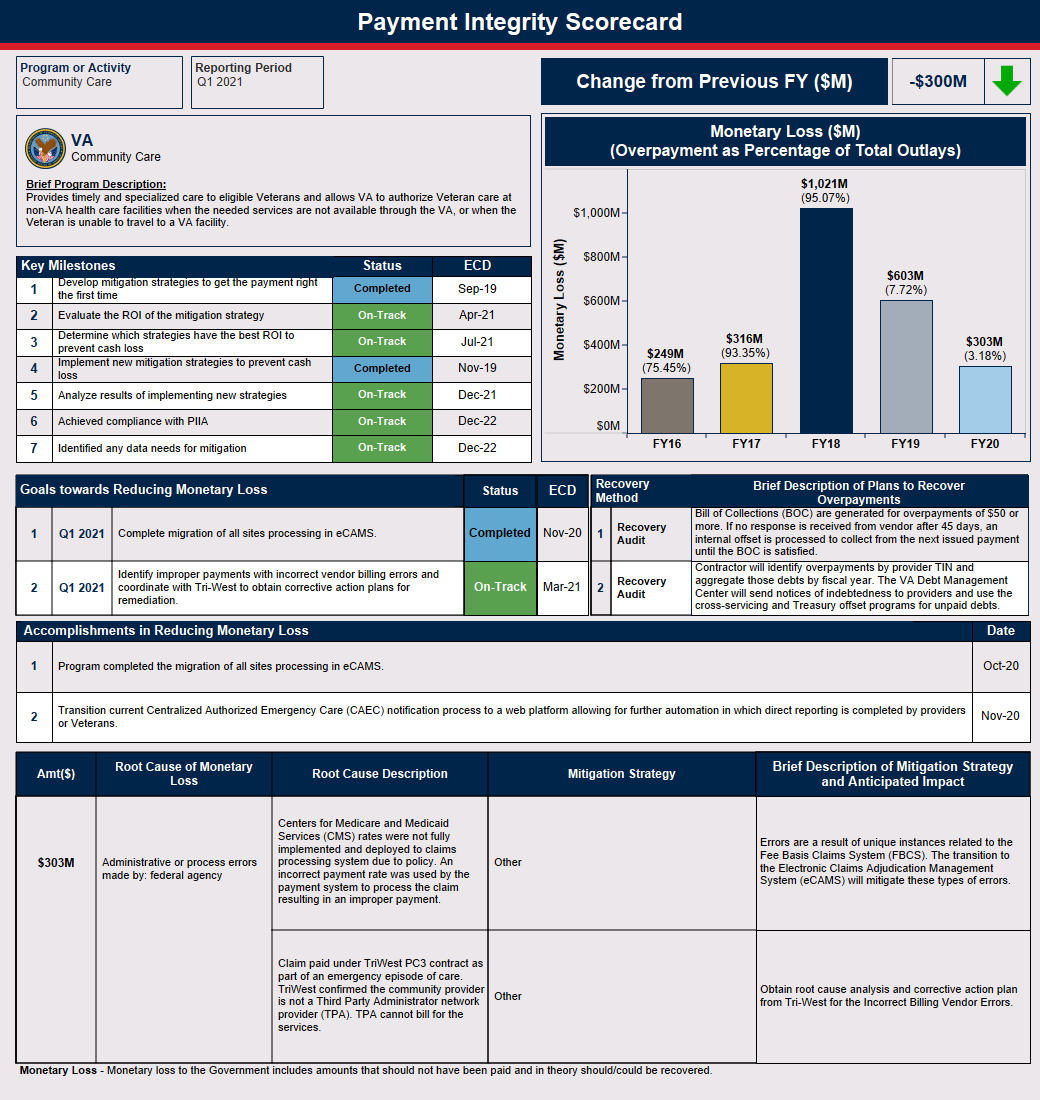 Payment Integrity Scorecard
Program or Activity
Community Care
Reporting Period
Q1 2021
Change from Previous FY ($M)
-$300M
VA
Community Care
Brief Program Description:
Provides timely and specialized care to eligible Veterans and allows VA to authorize Veteran care at
non-VA health care facilities when the needed services are not available through the VA, or when the
Veteran is unable to travel to a VA facility.
Monetary Loss ($M)
(Overpayment as Percentage of Total Outlays)
Monetary Loss ($M)
$1,000M
$800M
$600M
$400M
$200M
$0M
$249M
(75.45%)
$316M
(93.35%)
$1,021M
(95.07%)
$603M
(7.72%)
$303M
(3.18%)
FY16 FY17 FY18 FY19 FY20
Key Milestones Status ECD
1 Develop mitigation strategies to get the payment right
the first time Completed Sep-19
2 Evaluate the ROI of the mitigation strategy On-Track Apr-21
3 Determine which strategies have the best ROI to
prevent cash loss On-Track Jul-21
4 Implement new mitigation strategies to prevent cash
loss Completed Nov-19
5 Analyze results of implementing new strategies On-Track Dec-21
6 Achieved compliance with PIIA On-Track Dec-22
7 Identified any data needs for mitigation On-Track Dec-22
Goals towards Reducing Monetary Loss Status ECD
1 Q1 2021 Complete migration of all sites processing in eCAMS. Completed Nov-20
2 Q1 2021 Identify improper payments with incorrect vendor billing errors and
coordinate with Tri-West to obtain corrective action plans for
remediation. On-Track Mar-21
Recovery
Method
Brief Description of Plans to Recover
Overpayments
1 Recovery
Audit
Bill of Collections (BOC) are generated for overpayments of $50 or
more. If no response is received from vendor after 45 days, an
internal offset is processed to collect from the next issued payment
until the BOC is satisfied.
2 Recovery
Audit
Contractor will identify overpayments by provider TIN and
aggregate those debts by fiscal year. The VA Debt Management
Center will send notices of indebtedness to providers and use the
cross-servicing and Treasury offset programs for unpaid debts.
Accomplishments in Reducing Monetary Loss Date
1 Program completed the migration of all sites processing in eCAMS. Oct-20
2 Transition current Centralized Authorized Emergency Care (CAEC) notification process to a web platform allowing for further automation in which direct reporting is completed by providers
or Veterans. Nov-20
Amt($)
Root Cause of Monetary
Loss
Root Cause Description
Mitigation Strategy
Brief Description of Mitigation Strategy
and Anticipated Impact
$303M
Administrative or process errors
made by: federal agency
Centers for Medicare and Medicaid
Services (CMS) rates were not fully
implemented and deployed to claims
processing system due to policy. An
incorrect payment rate was used by the
payment system to process the claim
resulting in an improper payment.
Other
Errors are a result of unique instances related to the
Fee Basis Claims System (FBCS). The transition to
the Electronic Claims Adjudication Management
System (eCAMS) will mitigate these types of errors.
Claim paid under TriWest PC3 contract as
part of an emergency episode of care.
TriWest confirmed the community provider
is not a Third Party Administrator network
provider (TPA). TPA cannot bill for the
services.
Other
Obtain root cause analysis and corrective action plan
from Tri-West for the Incorrect Billing Vendor Errors.
Monetary Loss - Monetary loss to the Government includes amounts that should not have been paid and in theory should/could be recovered.